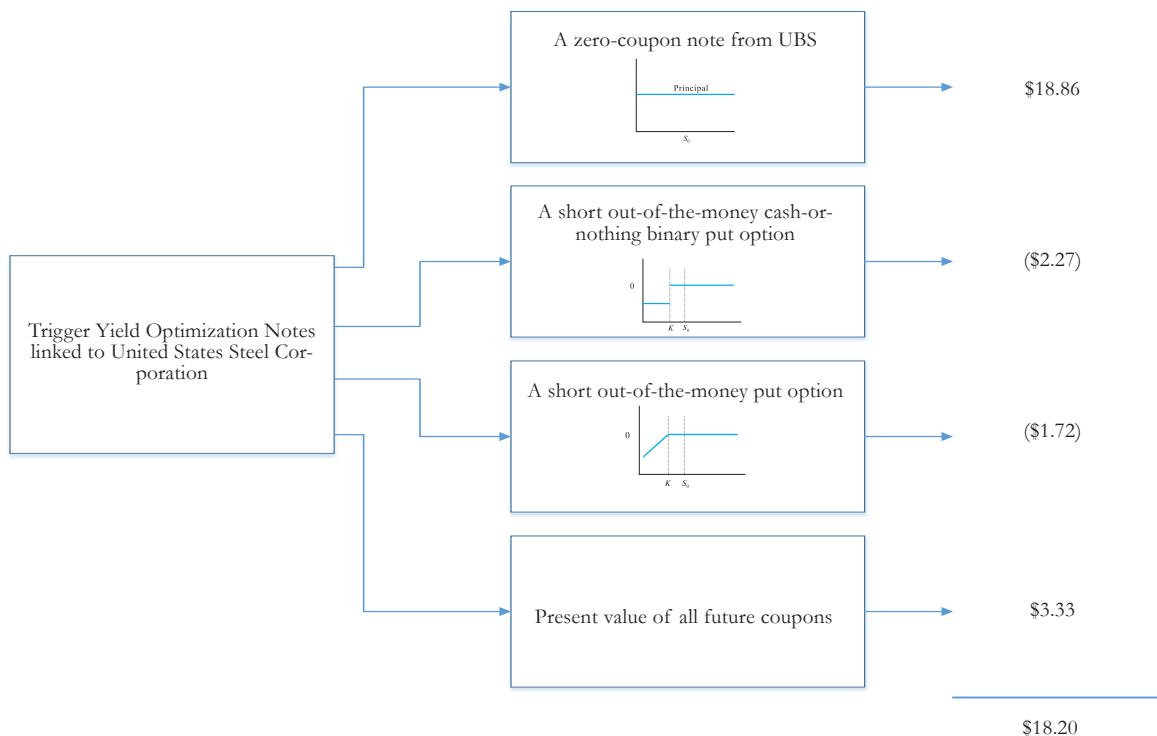 A zero-coupon note from UBS
Principal
S0
$18.86
A short out-of-the-money cash-or-
nothing binary put option
0
K S0
($2.27)
Trigger Yield Optimization Notes
linked to United States Steel Cor-
poration
A short out-of-the-money put option
0
K S0
($1.72)
Present value of all future coupons
$3.33
$18.20